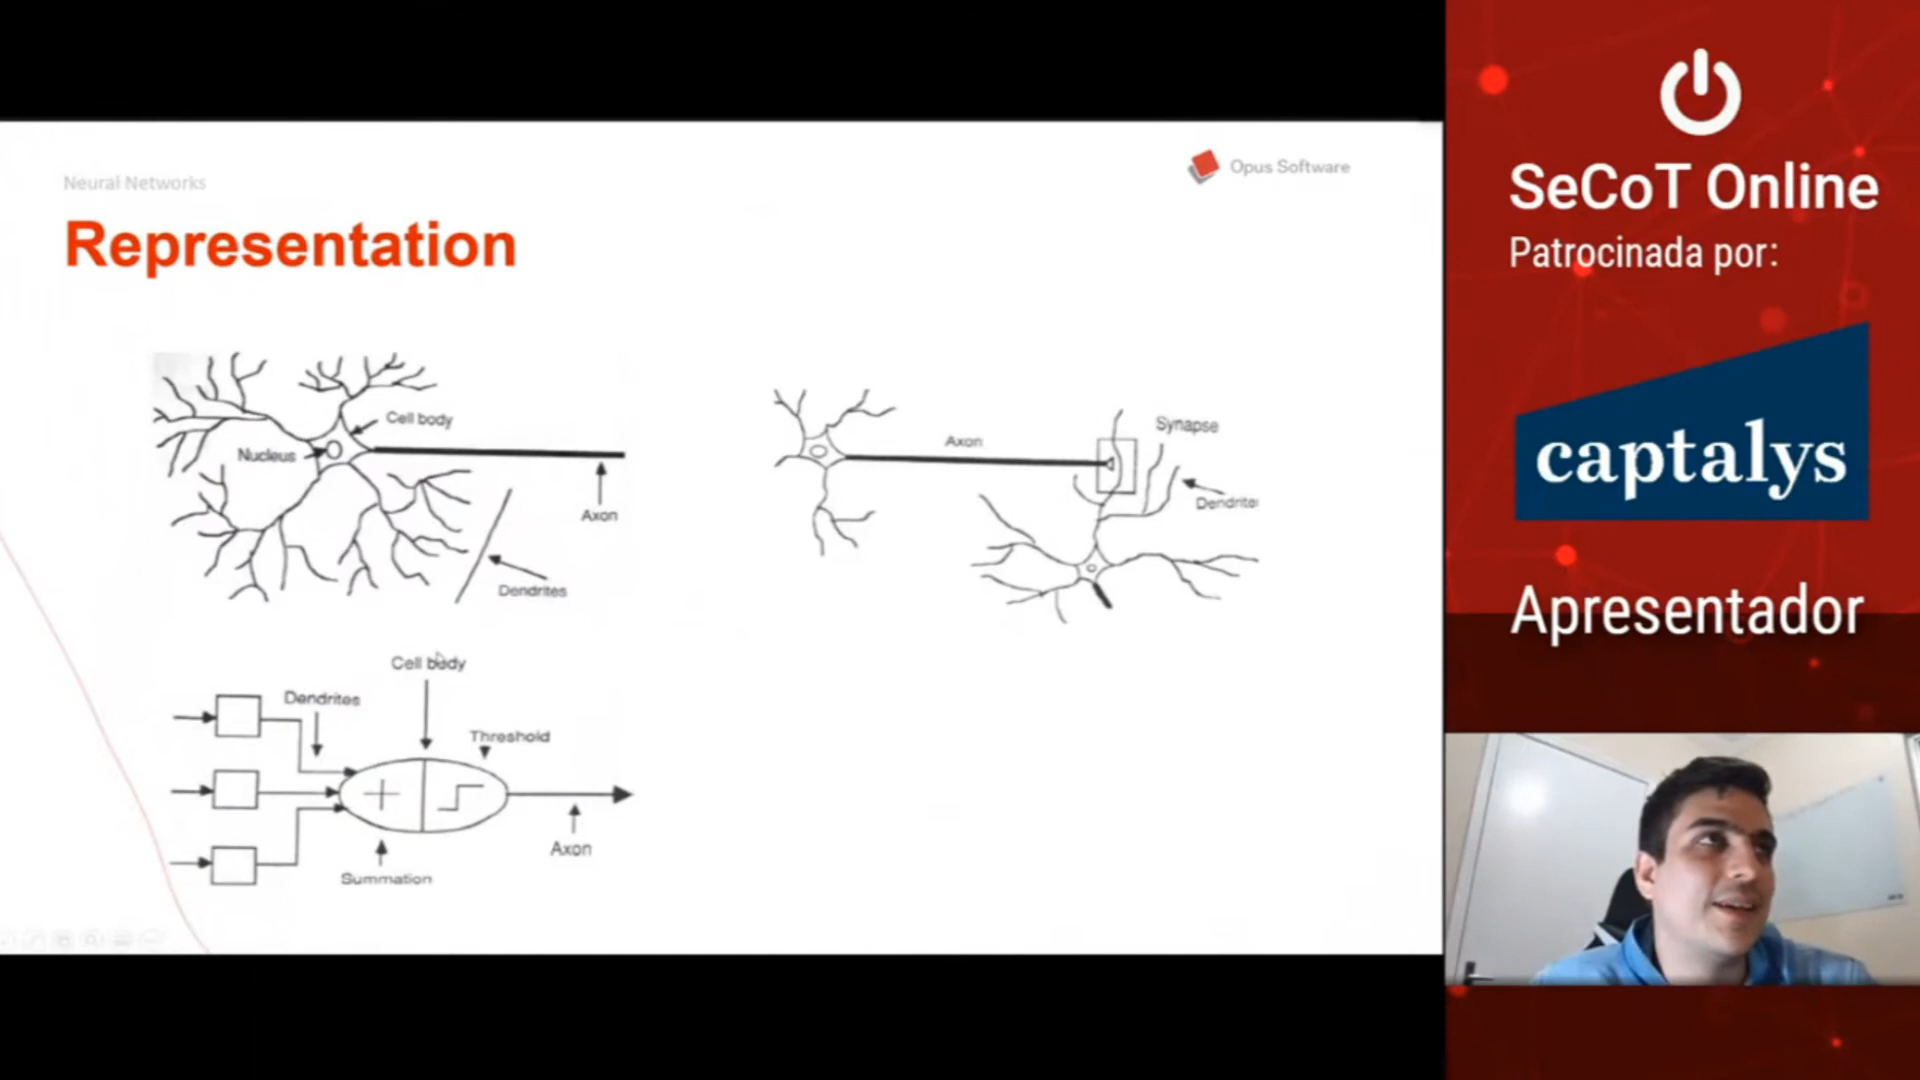 Neural Networks
Representation
Opus Software
Cell body
Nucleus
Axon
Dendrites
Axon
Synapse
Dendrite
Cell body
Dendrites
Threshold
Axon
Summation
SeCoT Online
Patrocinada por:
captalys
Apresentador